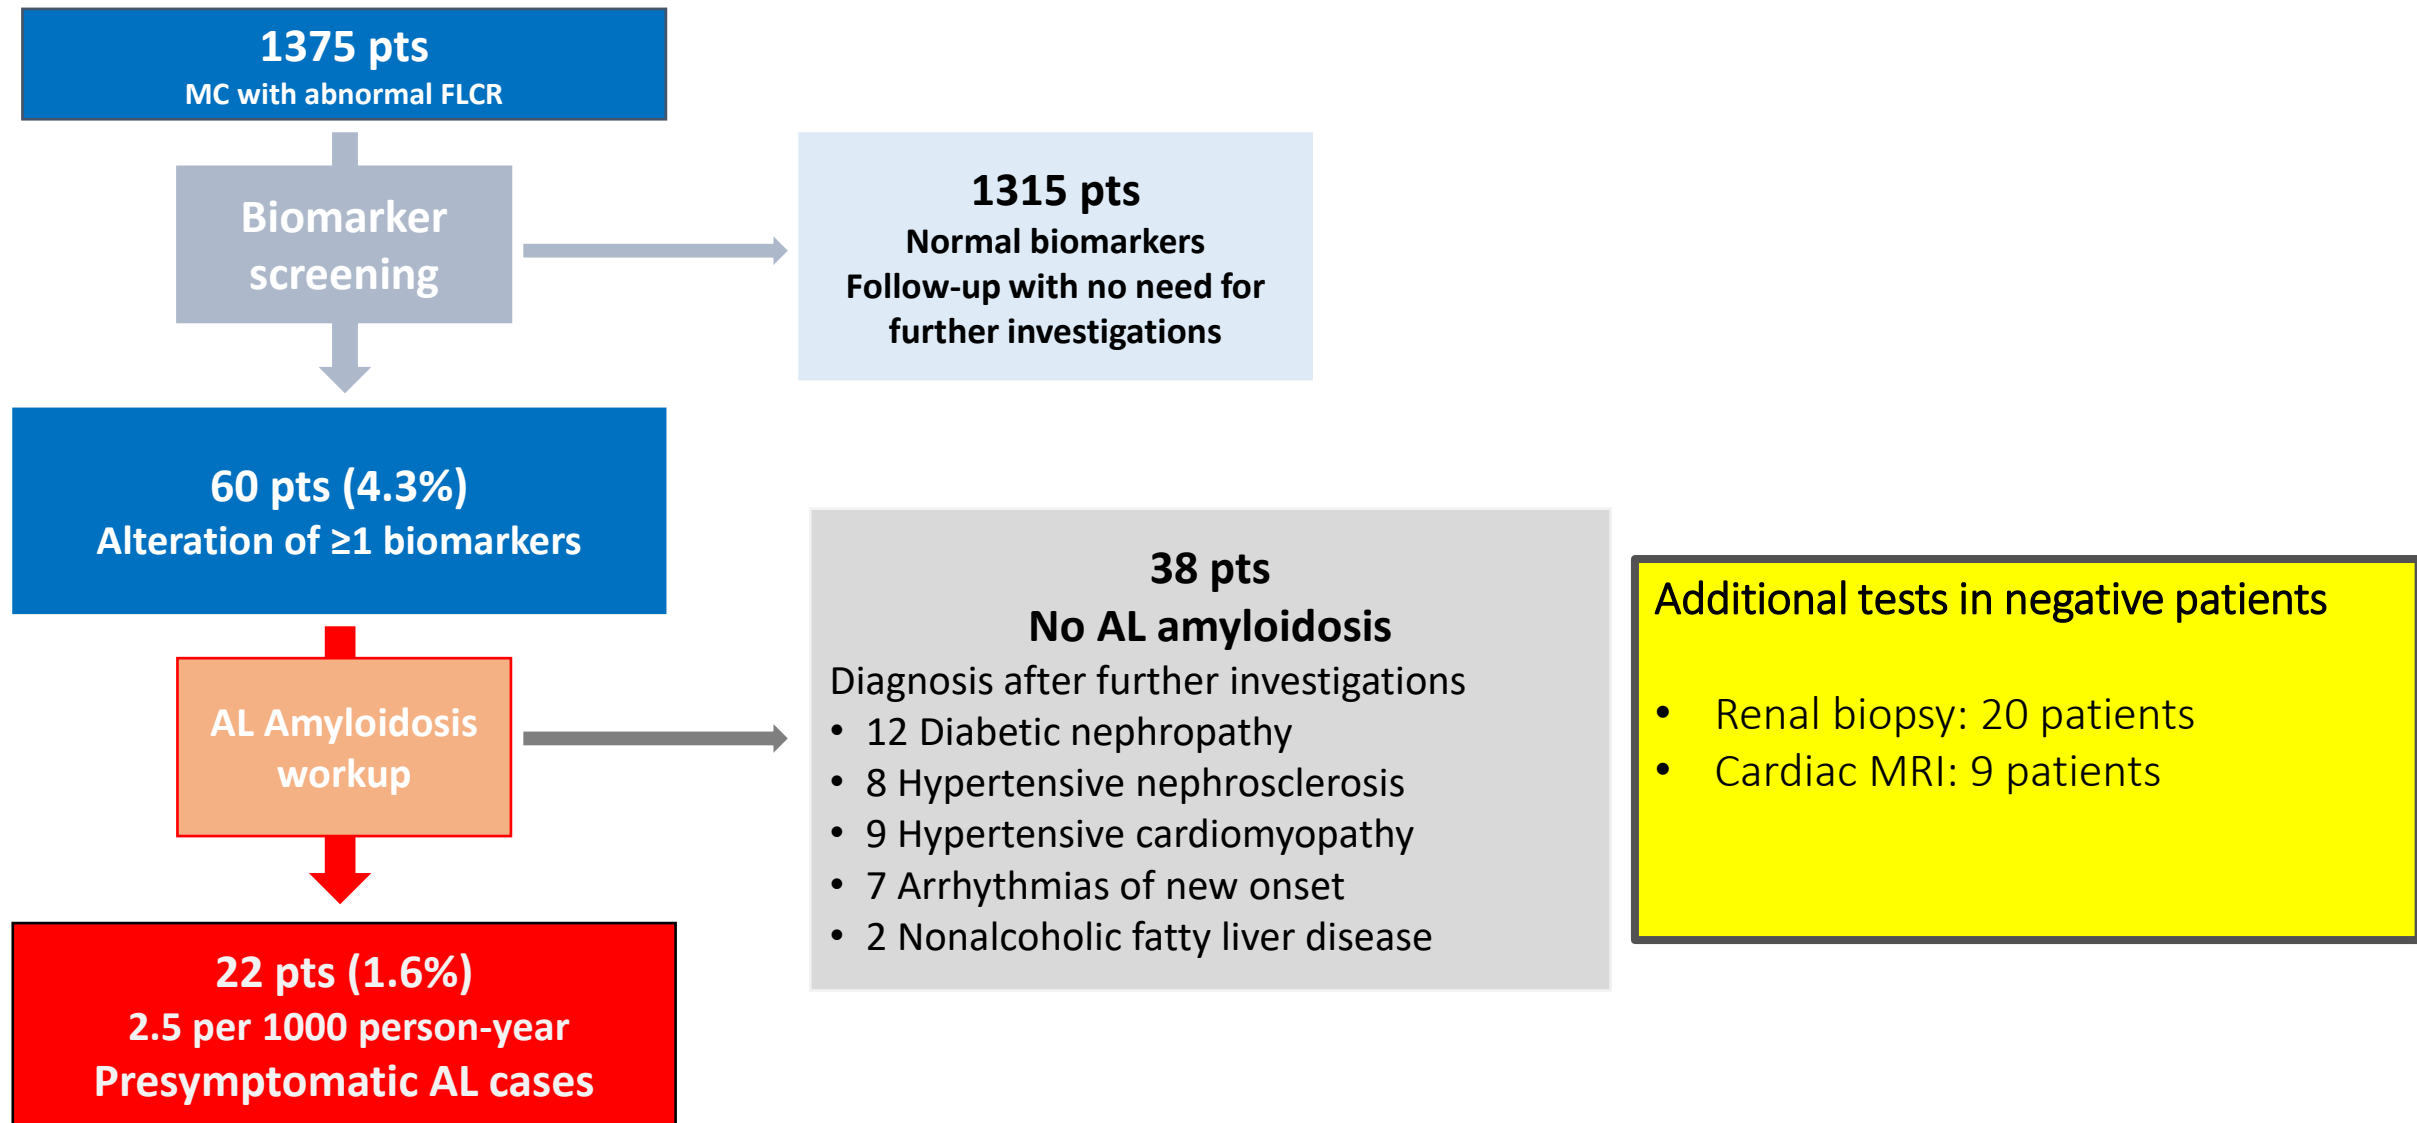 1375 pts
MC with abnormal FLCR
Biomarker
screening
1315 pts
Normal biomarkers
Follow-up with no need for
further investigations
60 pts (4.3%)
Alteration of ≥1 biomarkers
AL Amyloidosis
workup
38 pts
No AL amyloidosis
Diagnosis after further investigations
• 12 Diabetic nephropathy
• 8 Hypertensive nephrosclerosis
• 9 Hypertensive cardiomyopathy
• 7 Arrhythmias of new onset
• 2 Nonalcoholic fatty liver disease
Additional tests in negative patients
• Renal biopsy: 20 patients
• Cardiac MRI: 9 patients
22 pts (1.6%)
2.5 per 1000 person-year
Presymptomatic AL cases